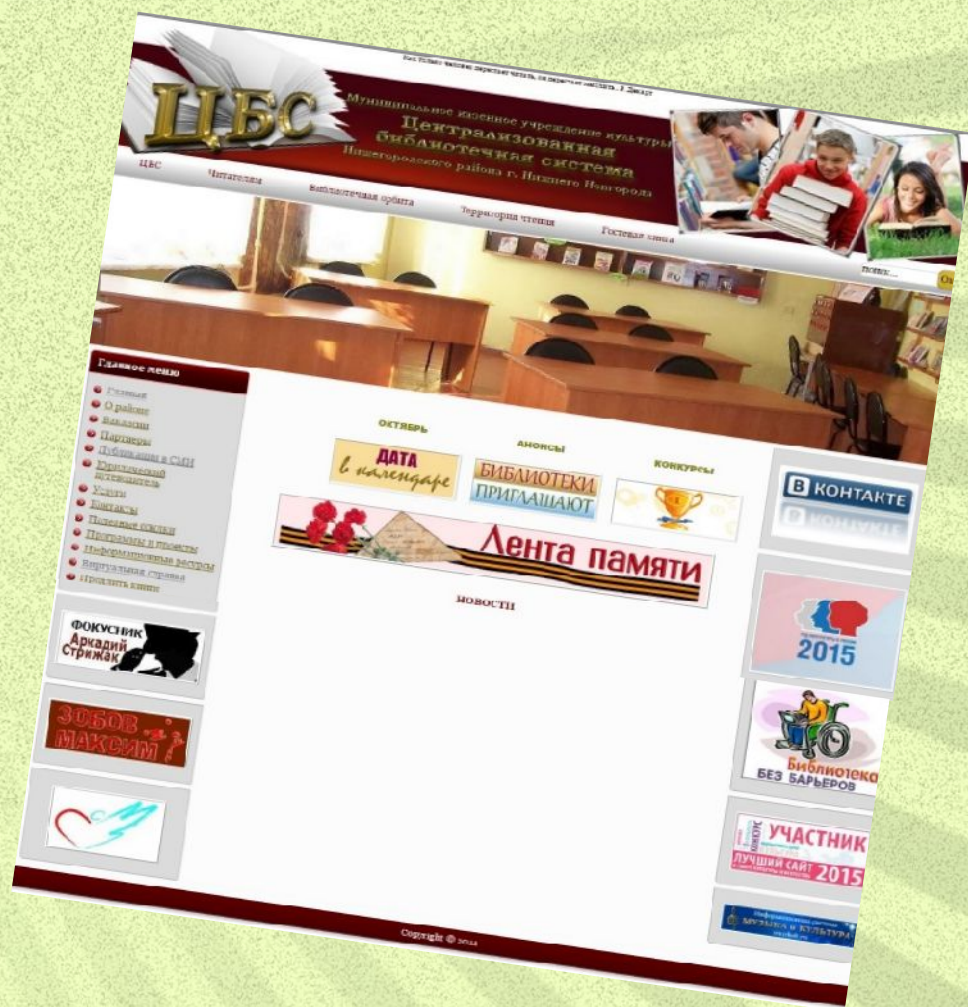 ЦБС
Муниципальное казенное учреждение культуры
Централизованная
библиотечная система
Нижегородского района г. Нижнего Новгорода
ЦБС
Читателям
Библиотечная орбита
Территория чтения
Гостевая книга
поиск...
Главное меню
Главная
О районе
Вакансии
Партнеры
Публикации в СМИ
Юридический
путеводитель
Услуги
Контакты
Полезные ссылки
Программы и проекты
Информационные ресурсы
Виртуальная справка
Продлить книги
ФОКУСНИК
Аркадий
Стрижак
ЗОБОВ
МАКСИМ
ОКТЯБРЬ
ДАТА
в календаре
АНОНСЫ
БИБЛИОТЕКИ
ПРИГЛАШАЮТ
КОНКУРСЫ
Лента памяти
НОВОСТИ
В КОНТАКТЕ
2015
Библиотека
БЕЗ БАРЬЕРОВ
УЧАСТНИК
КОНКУРС
ЛУЧШИЙ САЙТ
2015
МУЗЫКА и КУЛЬТУРА
Copyright ©